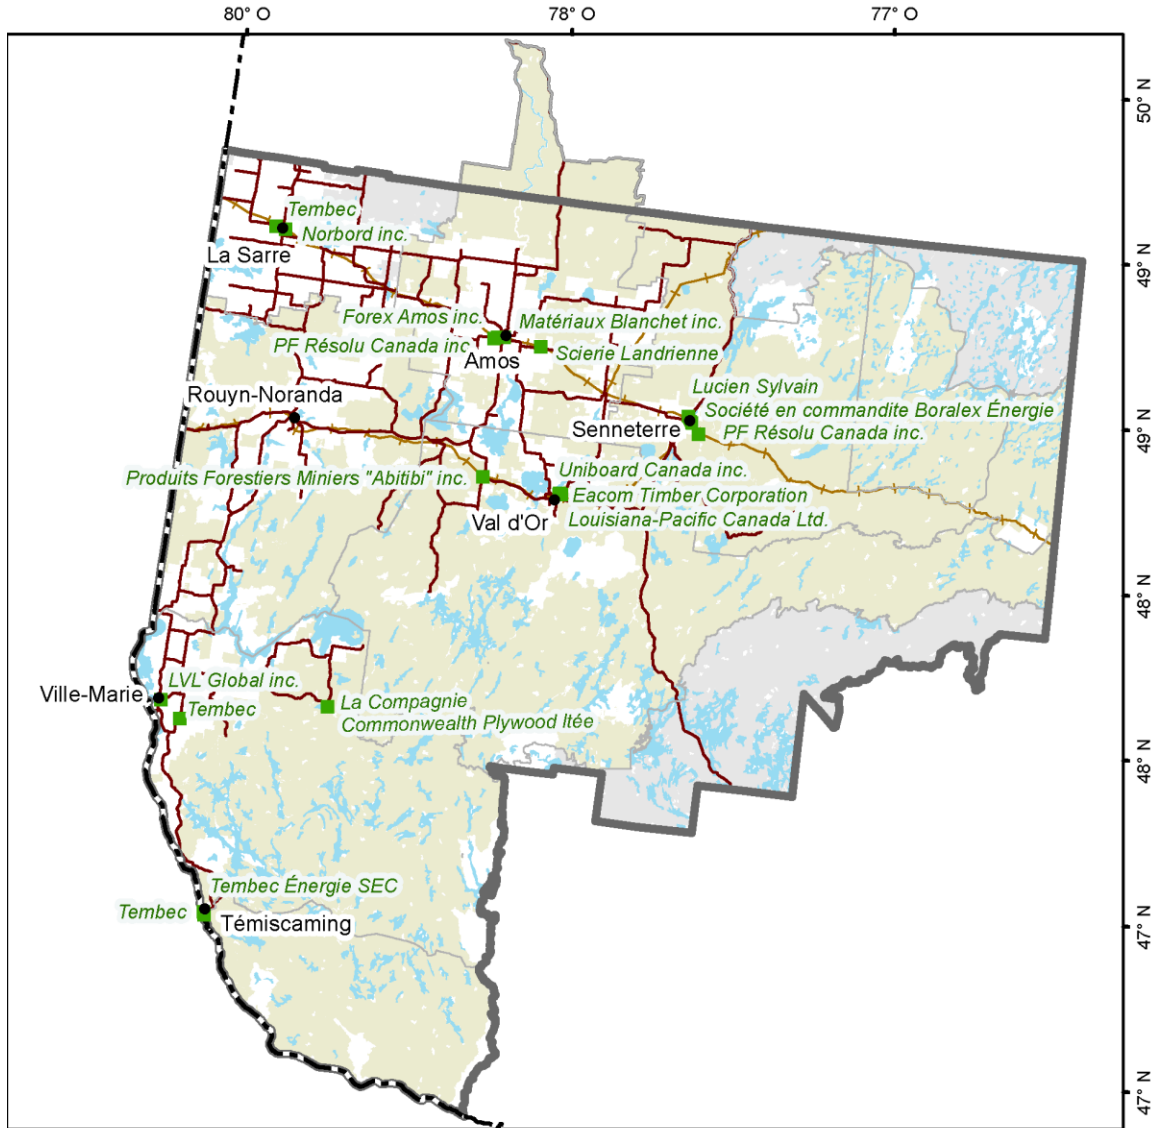 80° O
78° O
77° O
50° N
Tembec
Norbord inc.
La Sarre
49° N
Forex Amos inc.
Matériaux Blanchet inc.
PF Résolu Canada inc
Scierie Landrienne
Amos
Rouyn-Noranda
Lucien Sylvain
Société en commandite Boralex Énergie
Senneterre
PF Résolu Canada inc.
49° N
Produits Forestiers Miniers "Abitibi" inc.
Uniboard Canada inc.
Eacom Timber Corporation
Val d'Or
Louisiana-Pacific Canada Ltd.
48° N
LVL Global inc.
Ville-Marie
Tembec
La Compagnie
Commonwealth Plywood ltée
48° N
Tembec Énergie SEC
Tembec
Témiscaming
47° N
47° N